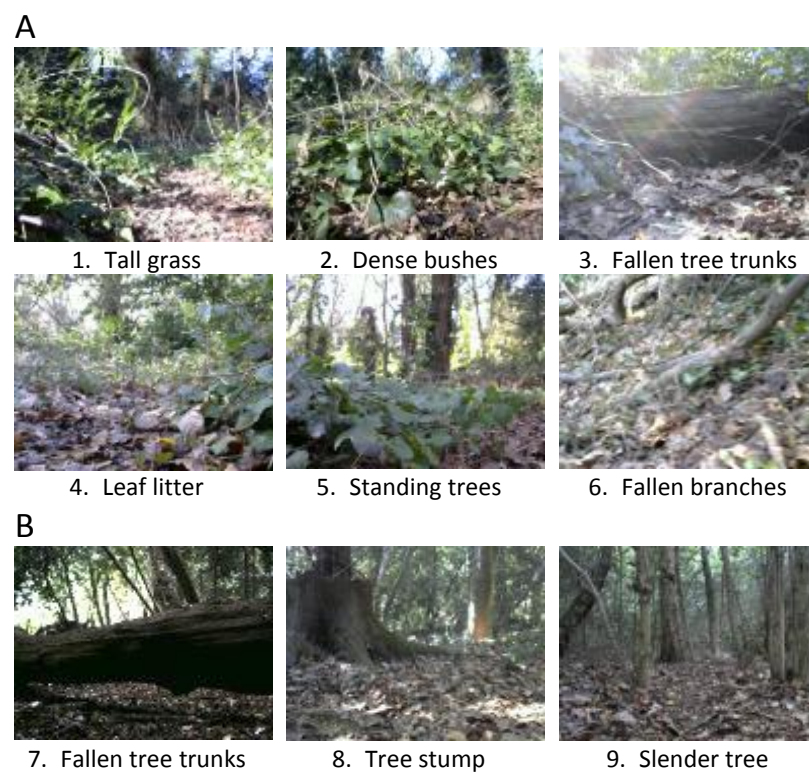 A
1. Tall grass
2. Dense bushes
3. Fallen tree trunks
4. Leaf litter
5. Standing trees
6. Fallen branches
B
7. Fallen tree trunks
8. Tree stump
9. Slender tree